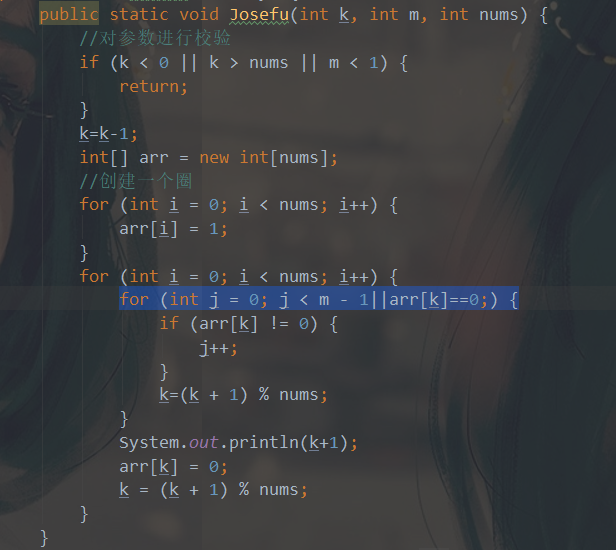 public static void Josefu(int k, int m, int nums) {
    //对参数进行校验
    if (k < 0 || k > nums || m < 1) {
        return;
    }
    k=k-1;
    int[] arr = new int[nums];
    //创建一个圈
    for (int i = 0; i < nums; i++) {
        arr[i] = 1;
    }
    for (int i = 0; i < nums; i++) {
        for (int j = 0; j < m - 1||arr[k]==0;) {
            if (arr[k] != 0) {
                j++;
            }
            k=(k + 1) % nums;
        }
        System.out.println(k+1);
        arr[k] = 0;
        k = (k + 1) % nums;
    }
}